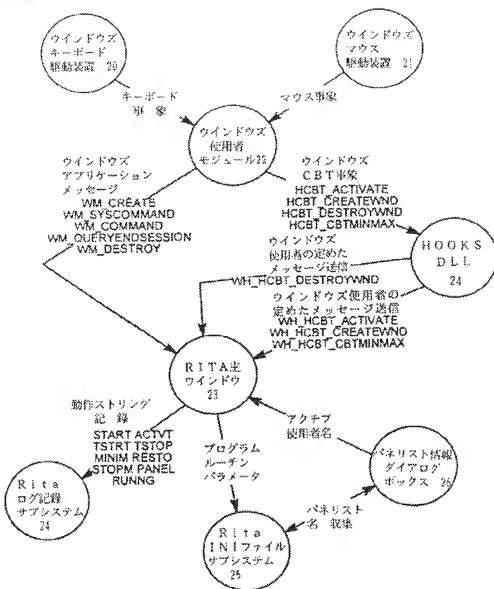 ウインドウズ
キーボード
駆動装置 20
ウインドウズ
マウス
駆動装置 21
キーボード
事象
マウス事象
ウインドウズ
使用者
モジュール22
ウインドウズ
アプリケーション
メッセージ
WM_CREATE
WM_SYSCOMMAND
WM_COMMAND
WM_QUERYENDSESSION
WM_DESTROY
ウインドウズ
CBT事象
HCBT_ACTIVATE
HCBT_CREATEWND
HCBT_DESTROYWND
HCBT_CBTMINMAX
HOOKS
DLL
24
ウインドウズ
使用者の定めた
メッセージ送信
WH_HCBT_DESTROYWND
ウインドウズ使用者の
定めたメッセージ送信
WH_HCBT_ACTIVATE
WH_HCBT_CREATEWND
WH_HCBT_CBTMINMAX
RITA主
ウインドウ
23
動作ストリング
記録
START ACTVT
TSTRT TSTOP
MINIM RESTO
STOPM PANEL
RUNNG
プログラム
ルーチン
パラメータ
アクチブ
使用者名
パネリスト情報
ダイアログ
ボックス 26
Rita
ログ記録
サブシステム
24
パネリスト
名 収集
Rita
INIファイル
サブシステム
25